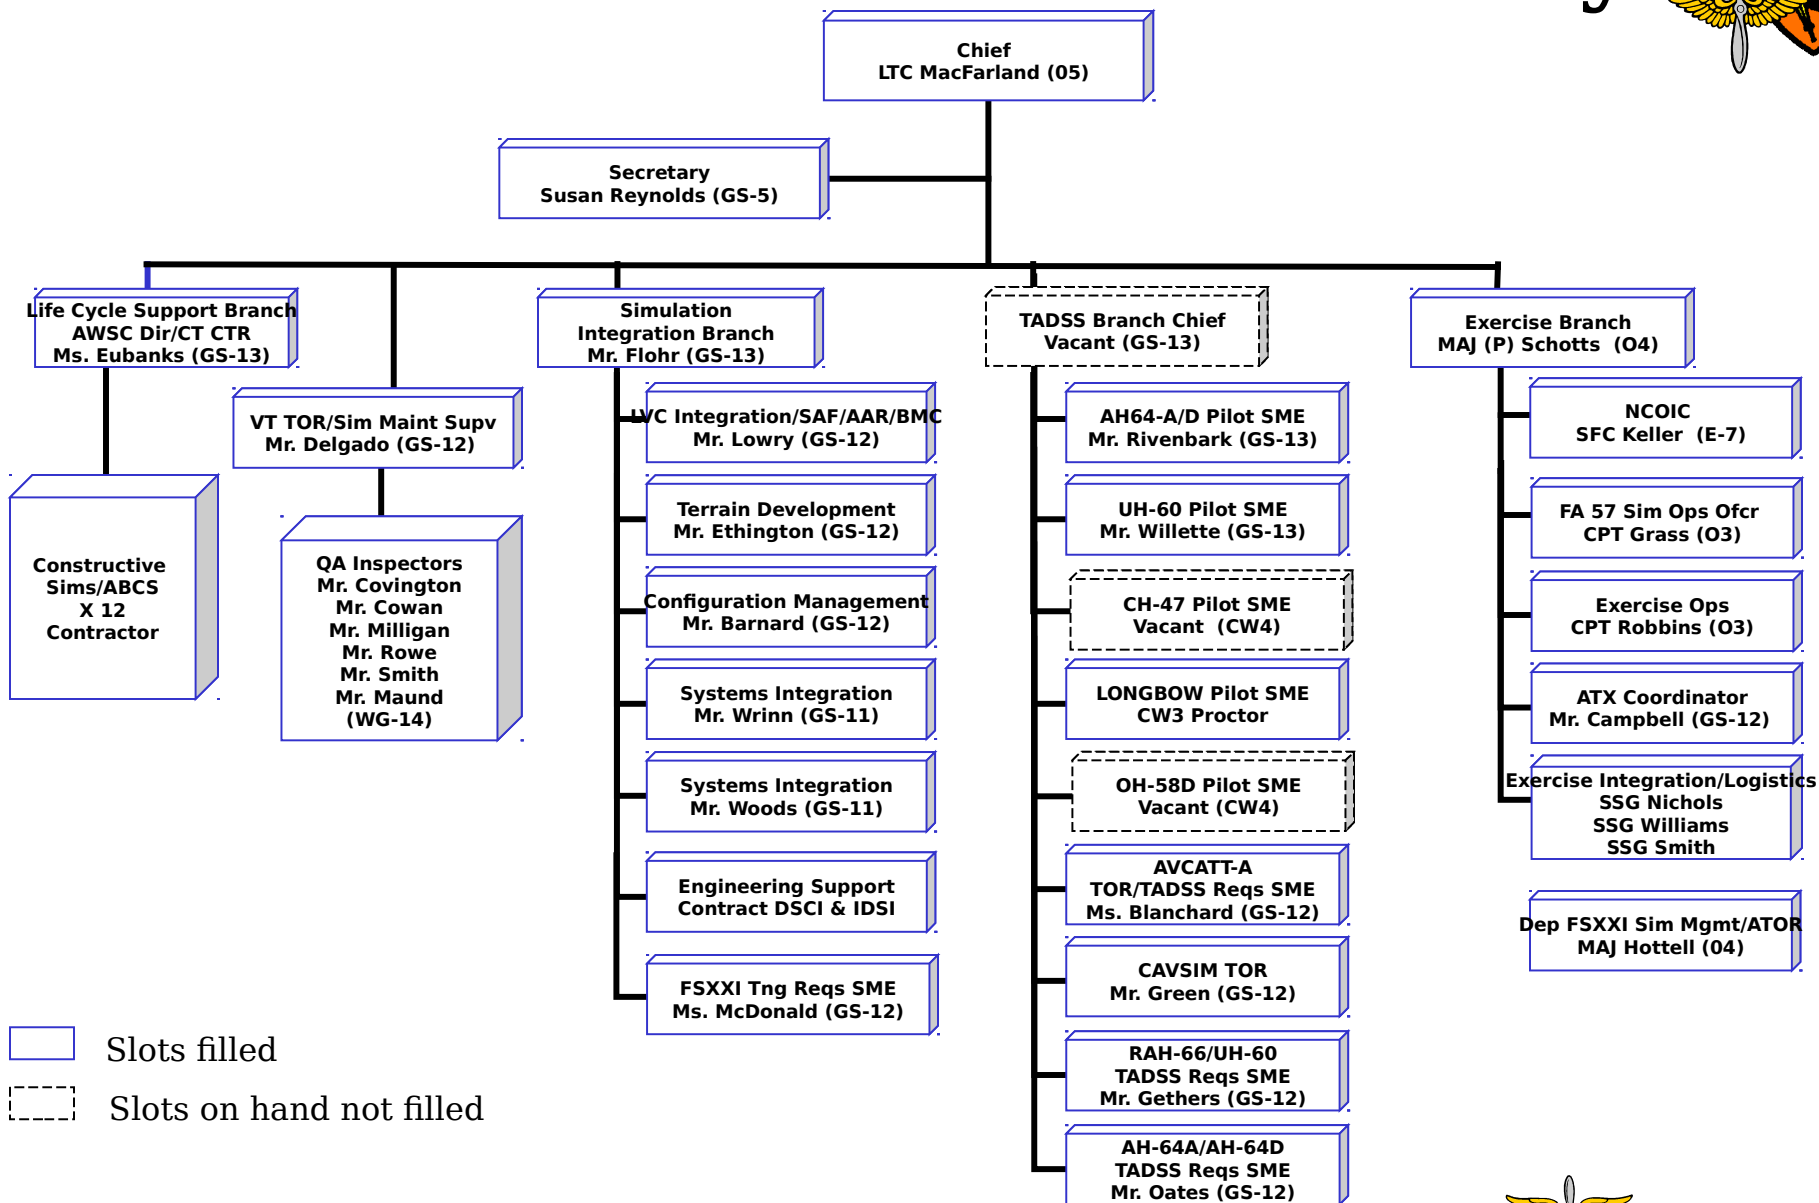 Chief
LTC MacFarland (05)
Secretary
Susan Reynolds (GS-5)
Life Cycle Support Branch
AWSC Dir/CT CTR
Ms. Eubanks (GS-13)
Constructive
Sims/ABCS
X 12
Contractor
VT TOR/Sim Maint Supv
Mr. Delgado (GS-12)
QA Inspectors
Mr. Covington
Mr. Cowan
Mr. Milligan
Mr. Rowe
Mr. Smith
Mr. Maund
(WG-14)
Simulation
Integration Branch
Mr. Flohr (GS-13)
LVC Integration/SAF/AAR/BMC
Mr. Lowry (GS-12)
Terrain Development
Mr. Ethington (GS-12)
Configuration Management
Mr. Barnard (GS-12)
Systems Integration
Mr. Wrinn (GS-11)
Systems Integration
Mr. Woods (GS-11)
Engineering Support
Contract DSCI & IDSI
FSXXI Tng Reqs SME
Ms. McDonald (GS-12)
TADSS Branch Chief
Vacant (GS-13)
AH64-A/D Pilot SME
Mr. Rivenbark (GS-13)
UH-60 Pilot SME
Mr. Willette (GS-13)
CH-47 Pilot SME
Vacant  (CW4)
LONGBOW Pilot SME
CW3 Proctor
OH-58D Pilot SME
Vacant (CW4)
AVCATT-A
TOR/TADSS Reqs SME
Ms. Blanchard (GS-12)
CAVSIM TOR
Mr. Green (GS-12)
RAH-66/UH-60
TADSS Reqs SME
Mr. Gethers (GS-12)
AH-64A/AH-64D
TADSS Reqs SME
Mr. Oates (GS-12)
Exercise Branch
MAJ (P) Schotts  (O4)
NCOIC
SFC Keller  (E-7)
FA 57 Sim Ops Ofcr
CPT Grass (O3)
Exercise Ops
CPT Robbins (O3)
ATX Coordinator
Mr. Campbell (GS-12)
Exercise Integration/Logistics
SSG Nichols
SSG Williams
SSG Smith
Dep FSXXI Sim Mgmt/ATOR
MAJ Hottell (04)
Slots filled
Slots on hand not filled